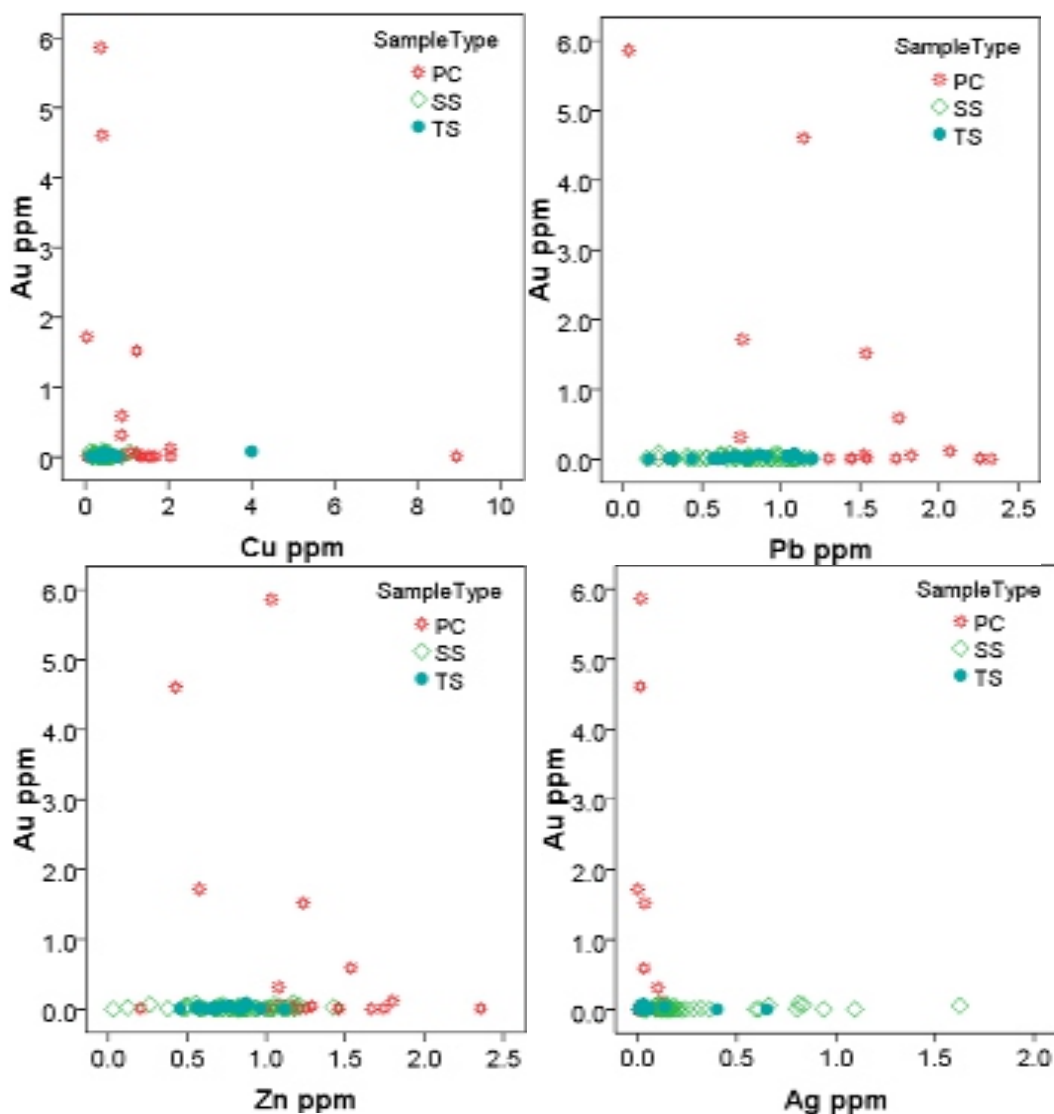 SampleType
PC
SS
TS
6
5
4
3
2
1
0
Au ppm
0 2 4 6 8 10
Cu ppm
SampleType
PC
SS
TS
6.0
5.0
4.0
3.0
2.0
1.0
0.0
Au ppm
0.0 0.5 1.0 1.5 2.0 2.5
Pb ppm
SampleType
PC
SS
TS
6.0
5.0
4.0
3.0
2.0
1.0
0.0
Au ppm
0.0 0.5 1.0 1.5 2.0 2.5
Zn ppm
SampleType
PC
SS
TS
6.0
5.0
4.0
3.0
2.0
1.0
0.0
Au ppm
0.0 0.5 1.0 1.5 2.0
Ag ppm